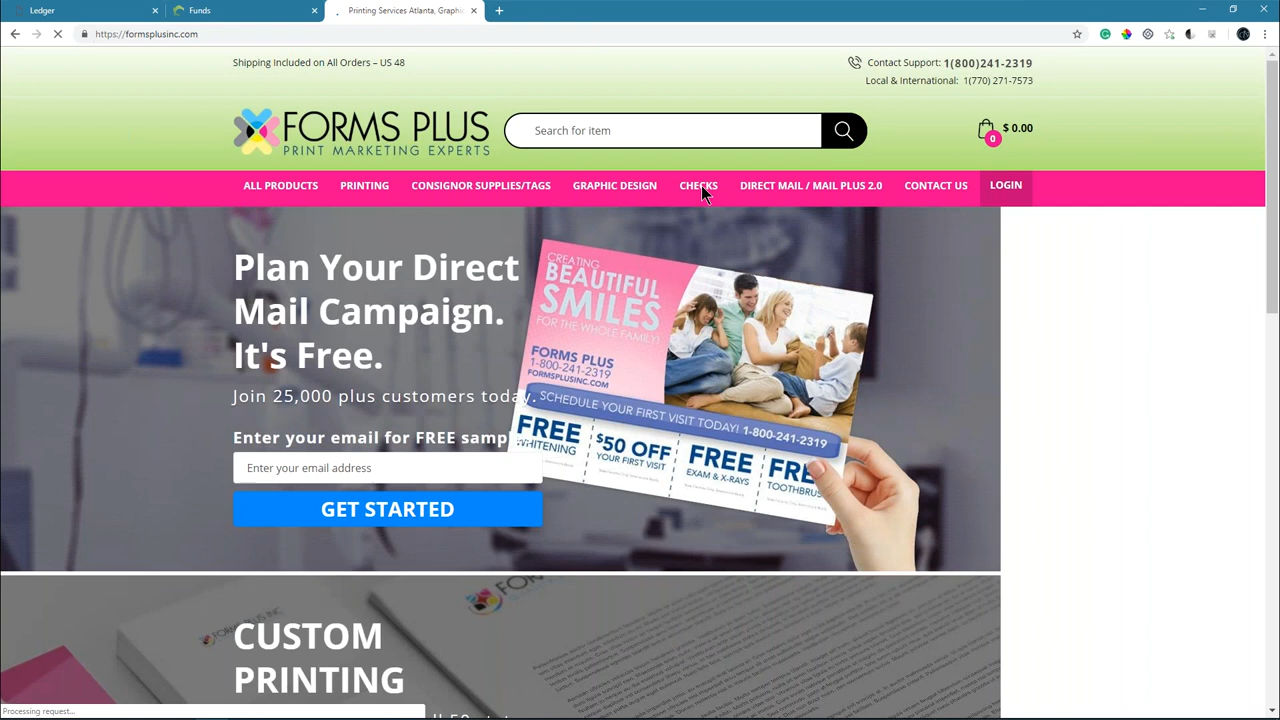 Ledger
Funds
Printing Services Atlanta, Graphi
https://formsplusinc.com
Shipping Included on All Orders – US 48
Contact Support: 1(800)241-2319
Local & International: 1(770) 271-7573
FORMS PLUS
PRINT MARKETING EXPERTS
Search for item
0
$ 0.00
ALL PRODUCTS PRINTING CONSIGNOR SUPPLIES/TAGS GRAPHIC DESIGN CHECKS DIRECT MAIL / MAIL PLUS 2.0 CONTACT US LOGIN
Plan Your Direct
Mail Campaign.
It's Free.
Join 25,000 plus customers today.
Enter your email for FREE samp
Enter your email address
GET STARTED
CREATING
BEAUTIFUL
SMILES
FOR THE WHOLE FAMILY!
FORMS PLUS
1-800-241-2319
FORMSPLUSINC.COM
SCHEDULE YOUR FIRST VISIT TODAY! 1-800-241-2319
FREE
WHITENING
$50 OFF
YOUR FIRST VISIT
FREE
EXAM & X-RAYS
FRE
TOOTHBRUS
CUSTOM
PRINTING
Processing request...